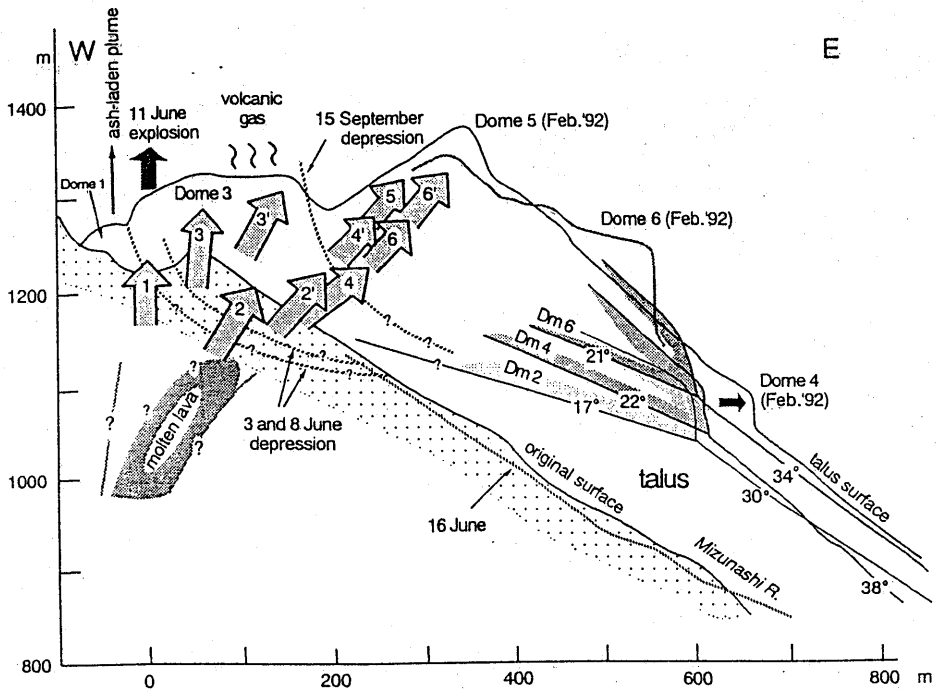 W
E
m
ash-laden plume
11 June
explosion
volcanic
gas
15 September
depression
Dome 5 (Feb.'92)
1400
Dome 1
Dome 3
Dome 6 (Feb.'92)
3
3'
5
6'
4'
6
1
2
2'
4
1200
?
?
?
?
?
?
?
?
?
?
?
Dm 6
21°
Dm 4
22°
Dm 2
17°
Dome 4
(Feb.'92)
molten lava
3 and 8 June
depression
1000
original surface
talus
34°
talus surface
30°
16 June
Mizunashi R.
38°
800
0
200
400
600
800
m